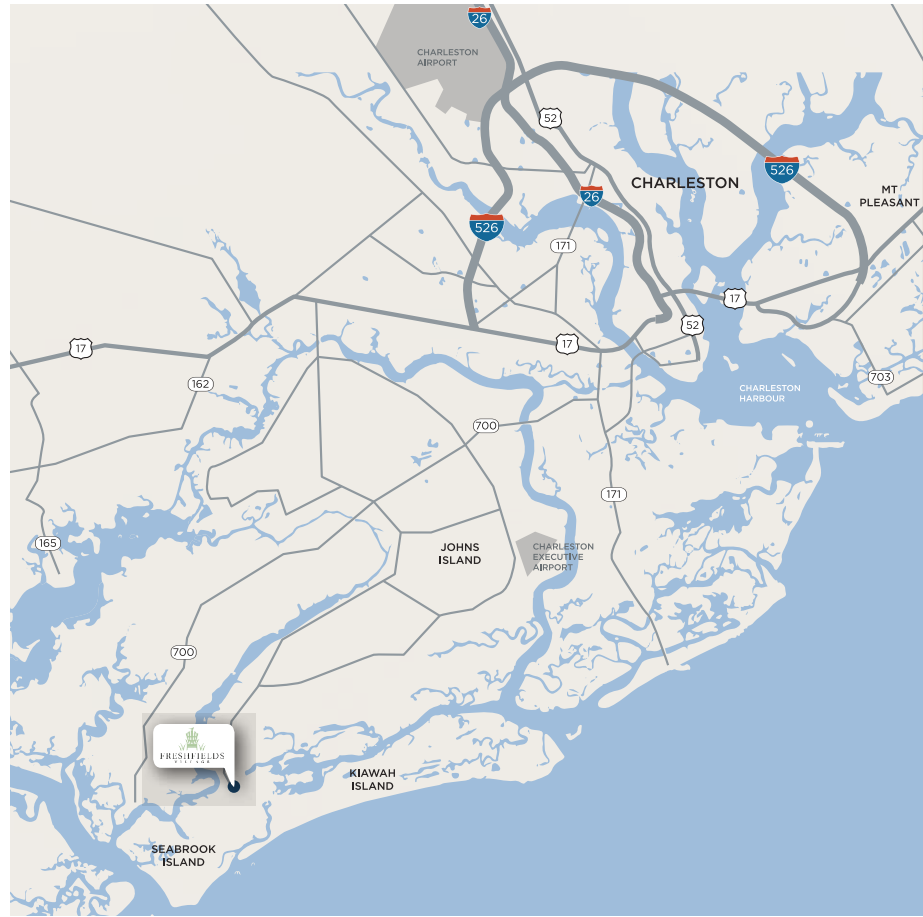 26
CHARLESTON
AIRPORT
52
CHARLESTON
526
MT
PLEASANT
26
526
171
17
52
17
17
162
703
CHARLESTON
HARBOUR
700
171
165
JOHNS
ISLAND
CHARLESTON
EXECUTIVE
AIRPORT
700
FRESHFIELDS
VILLAGE
KIAWAH
ISLAND
SEABROOK
ISLAND